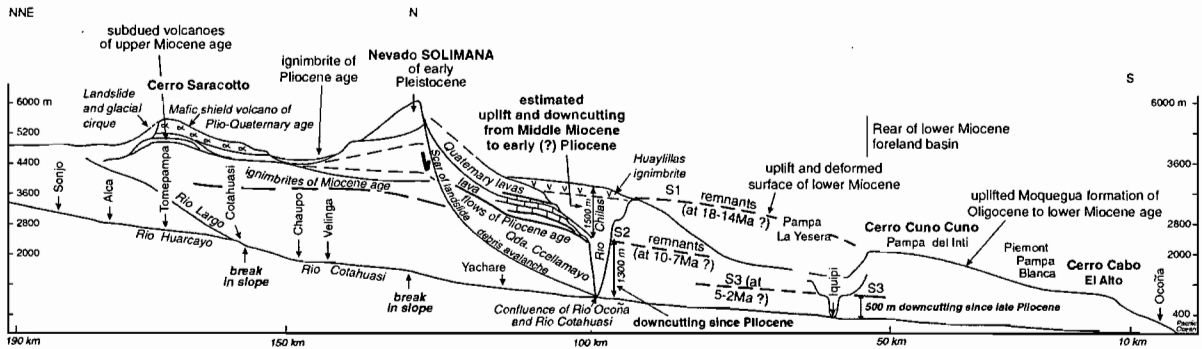 NNE
N
S
subdued volcanoes
of upper Miocene age
Cerro Saracotto
Landslide
and glacial
cirque
Mafic shield volcano of
Plio-Quaternary age
ignimbrite of
Pliocene age
Nevado SOLIMANA
of early
Pleistocene
estimated
uplift and downcutting
from Middle Miocene
to early (?) Pliocene
Huaylillas
ignimbrite
Rear of lower Miocene
foreland basin
uplift and deformed
surface of lower Miocene
uplifted Moquegua formation of
Oligocene to lower Miocene age
6000 m
5200
4400
3600
2800
2000
Sonjo
Alca
Tomepampa
Cotahuasi
Chaupo
Velinga
Rio Largo
Rio Huarcayo
break
in slope
Rio Cotahuasi
break
in slope
ignimbrites of Miocene age
Scar of landslide
debris avalanche
Quaternary lavas
lava
flows of Pliocene age
Qda. Ccellamayo
Yachare
Confluence of Rio Ocoña
and Rio Cotahuasi
Rio Chilast
1600 m
1300 m
S1
remnants
(at 18-14Ma ?)
S2
remnants
(at 10-7Ma ?)
S3 (at
5-2Ma ?)
downcutting since Pliocene
Pampa
La Yesera
Iquipi
S3
500 m downcutting since late Pliocene
Cerro Cuno Cuno
Pampa del Inti
Piemont
Pampa
Blanca
Cerro Cabo
El Alto
Ocoña
6000 m
5200
4400
3600
2800
2000
400
Pacific
Ocean
190 km
150 km
100 km
50 km
10 km